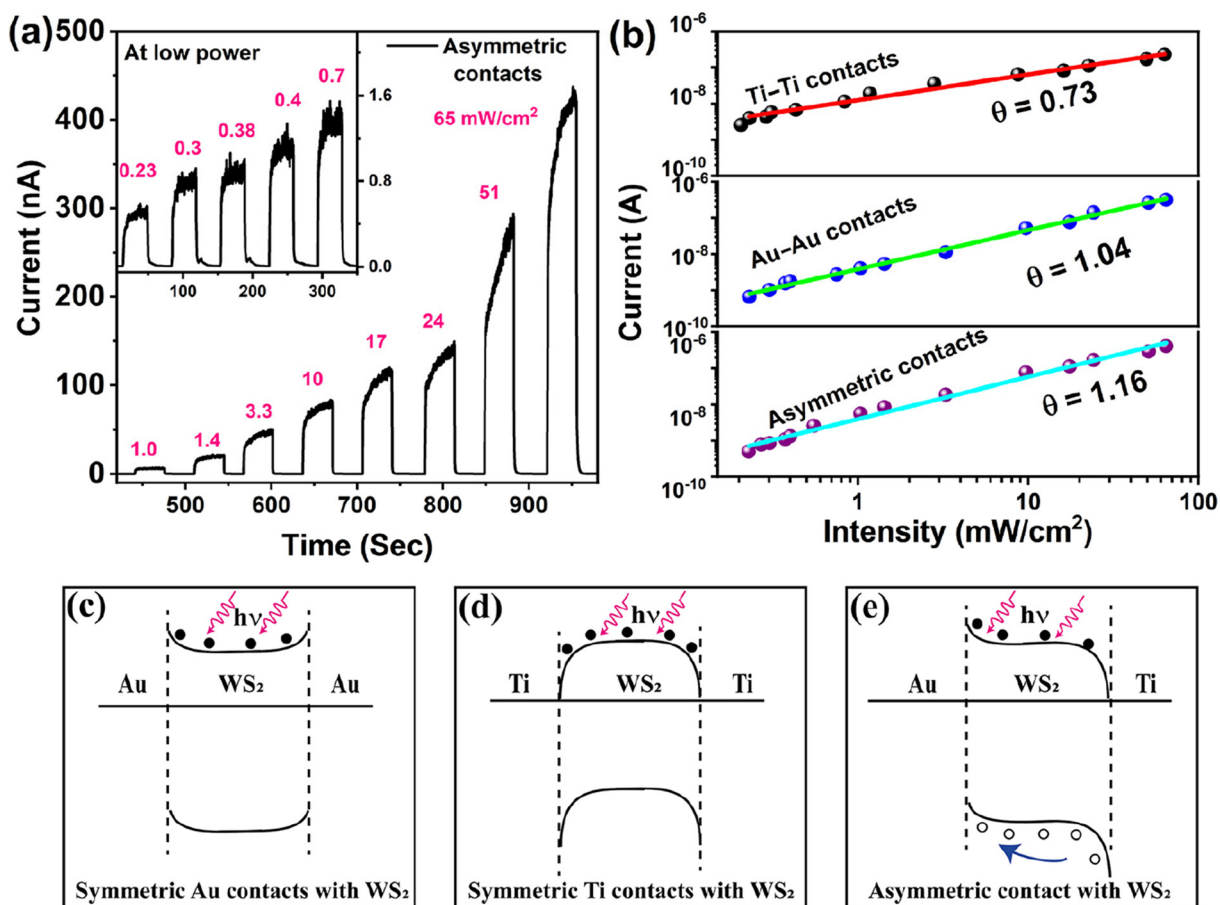 (a)
500
400
300
200
100
0
Current (nA)
At low power
0.23
0.3
0.38
0.4
0.7
1.6
0.8
0.0
100
200
300
Asymmetric
contacts
65 mW/cm²
51
24
17
10
3.3
1.4
1.0
500
600
700
800
900
Time (Sec)
(b)
10⁻⁶
10⁻⁸
10⁻¹⁰
Ti–Ti contacts
θ = 0.73
10⁻⁶
10⁻⁸
10⁻¹⁰
Au–Au contacts
θ = 1.04
10⁻⁶
10⁻⁸
10⁻¹⁰
Asymmetric contacts
θ = 1.16
Current (A)
1
10
100
Intensity (mW/cm²)
(c)
hν
Au
WS₂
Au
Symmetric Au contacts with WS₂
(d)
hν
Ti
WS₂
Ti
Symmetric Ti contacts with WS₂
(e)
hν
Au
WS₂
Ti
Asymmetric contact with WS₂